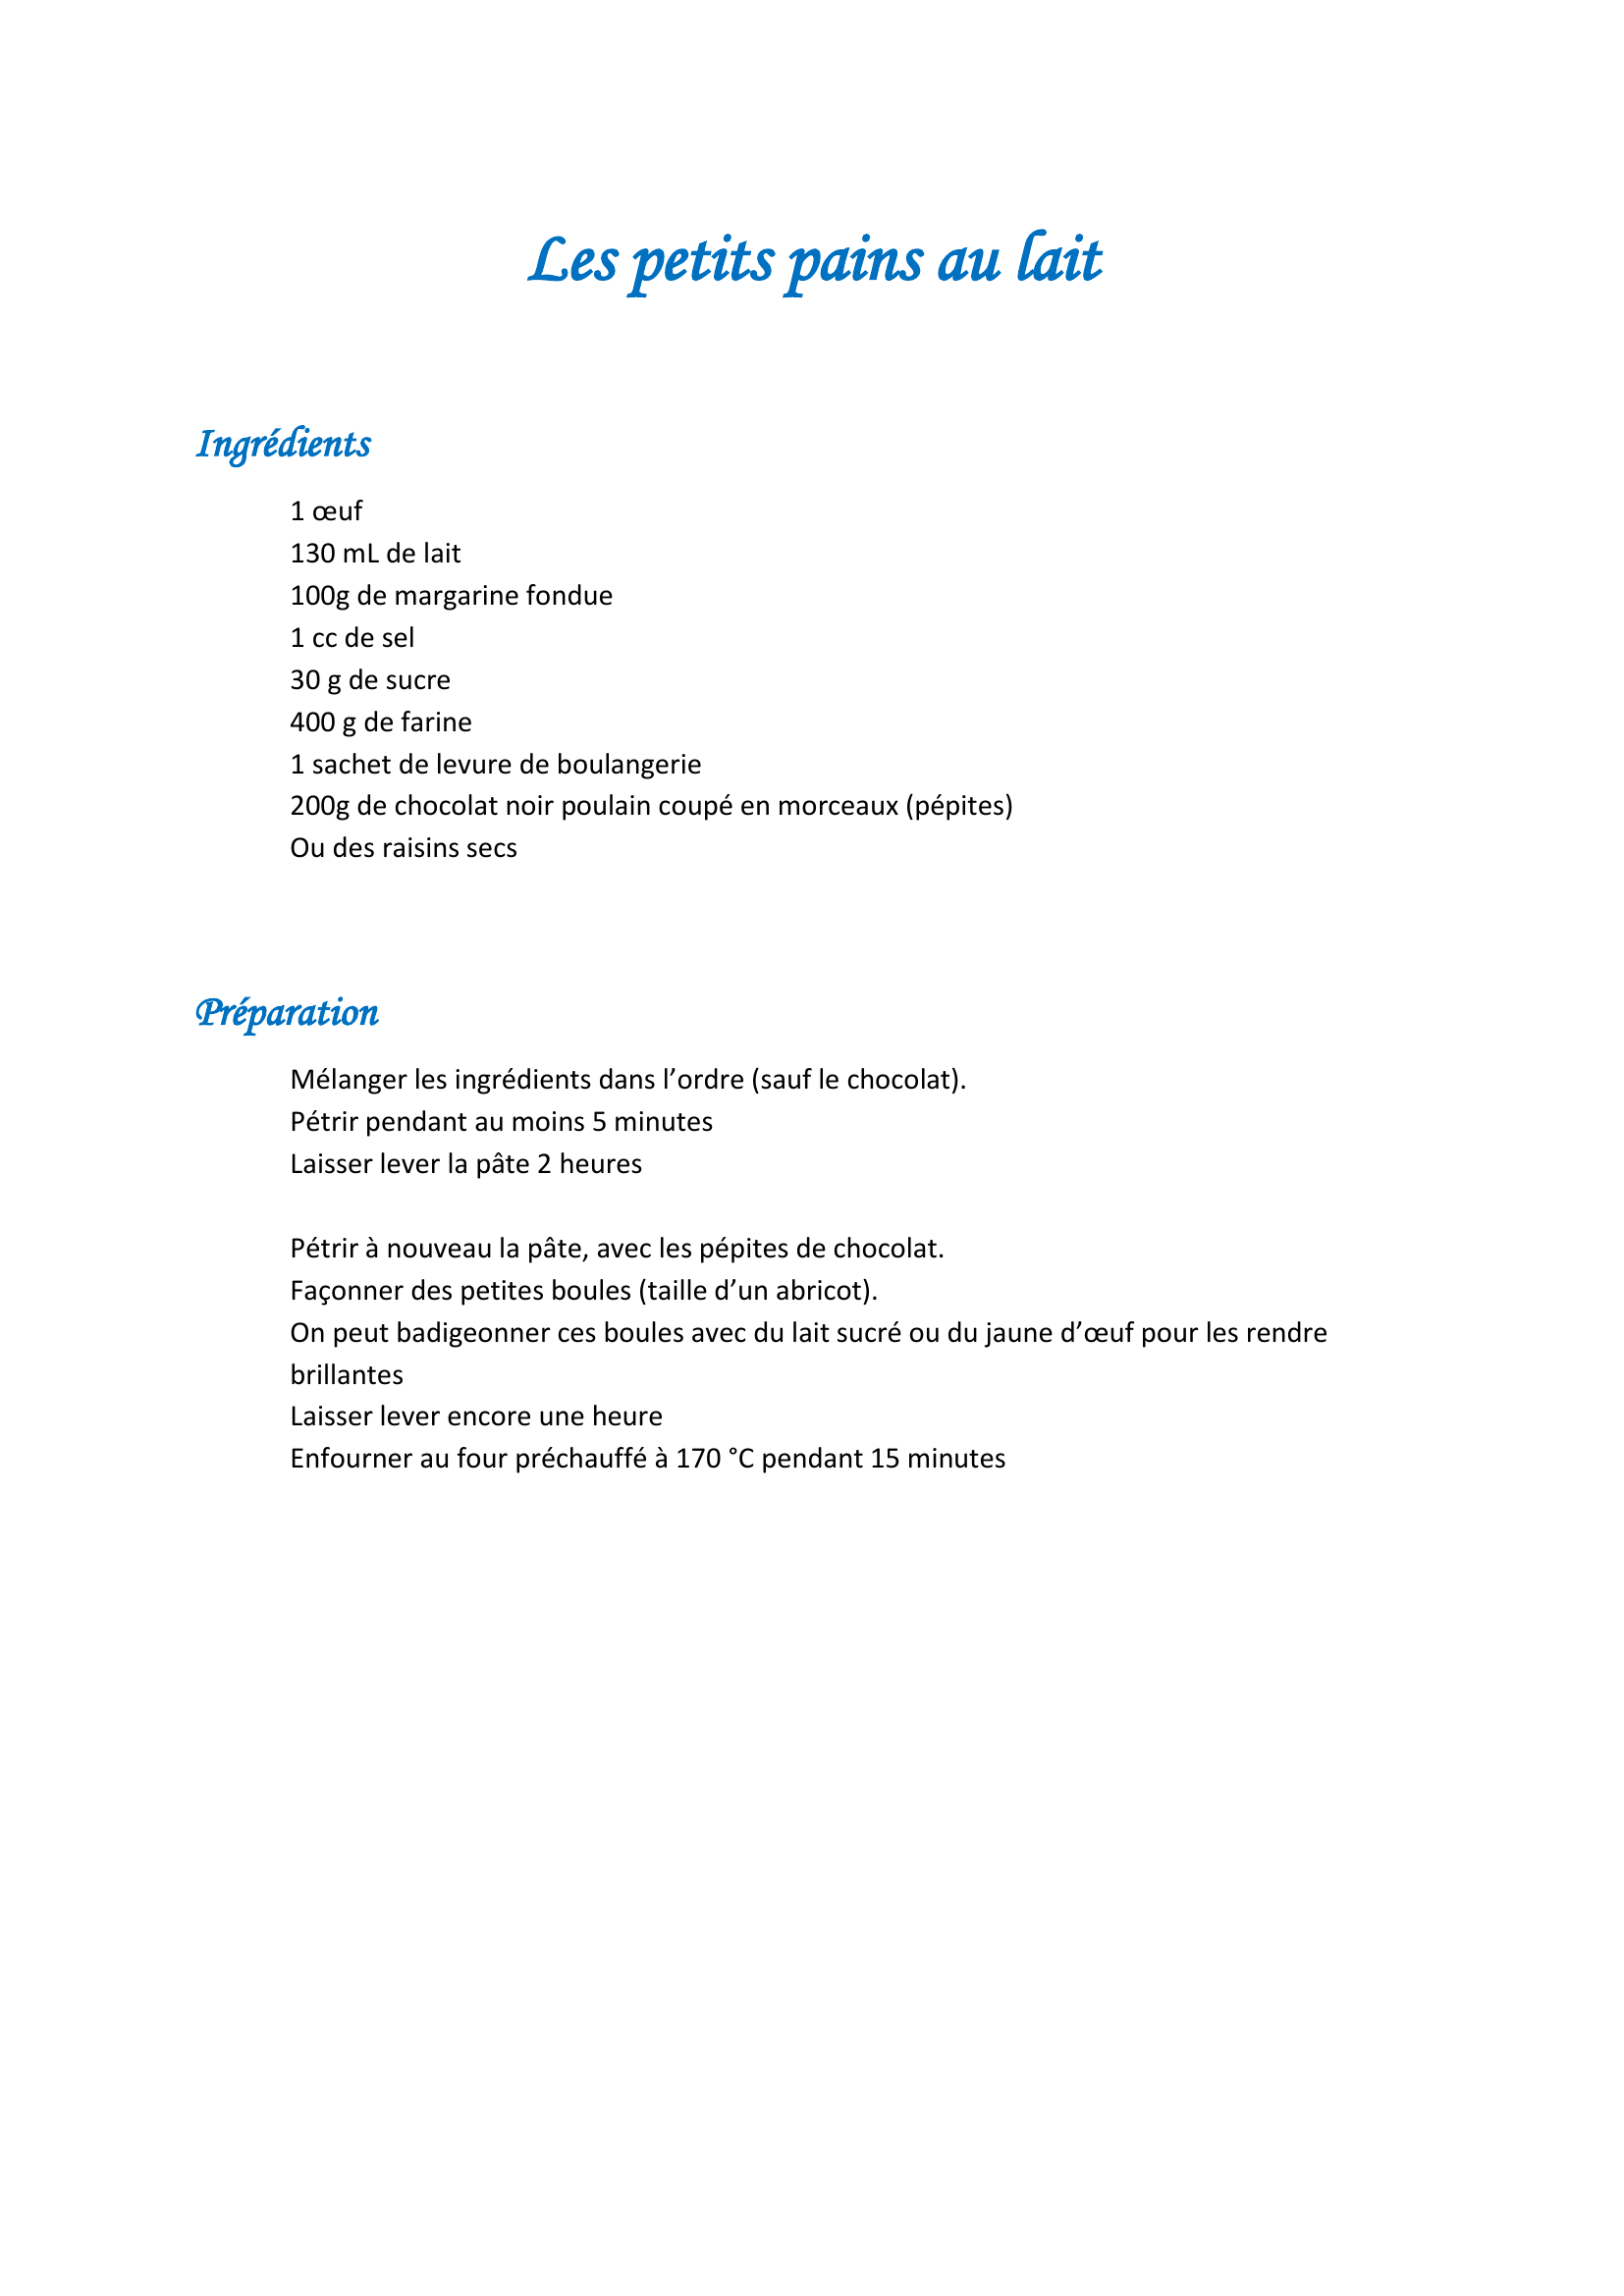 Les petits pains au lait
Ingrédients
1 œuf
130 mL de lait
100g de margarine fondue
1 cc de sel
30 g de sucre
400 g de farine
1 sachet de levure de boulangerie
200g de chocolat noir poulain coupé en morceaux (pépites)
Ou des raisins secs
Préparation
Mélanger les ingrédients dans l’ordre (sauf le chocolat).
Pétrir pendant au moins 5 minutes
Laisser lever la pâte 2 heures
Pétrir à nouveau la pâte, avec les pépites de chocolat.
Façonner des petites boules (taille d’un abricot).
On peut badigeonner ces boules avec du lait sucré ou du jaune d’œuf pour les rendre
brillantes
Laisser lever encore une heure
Enfourner au four préchauffé à 170 °C pendant 15 minutes